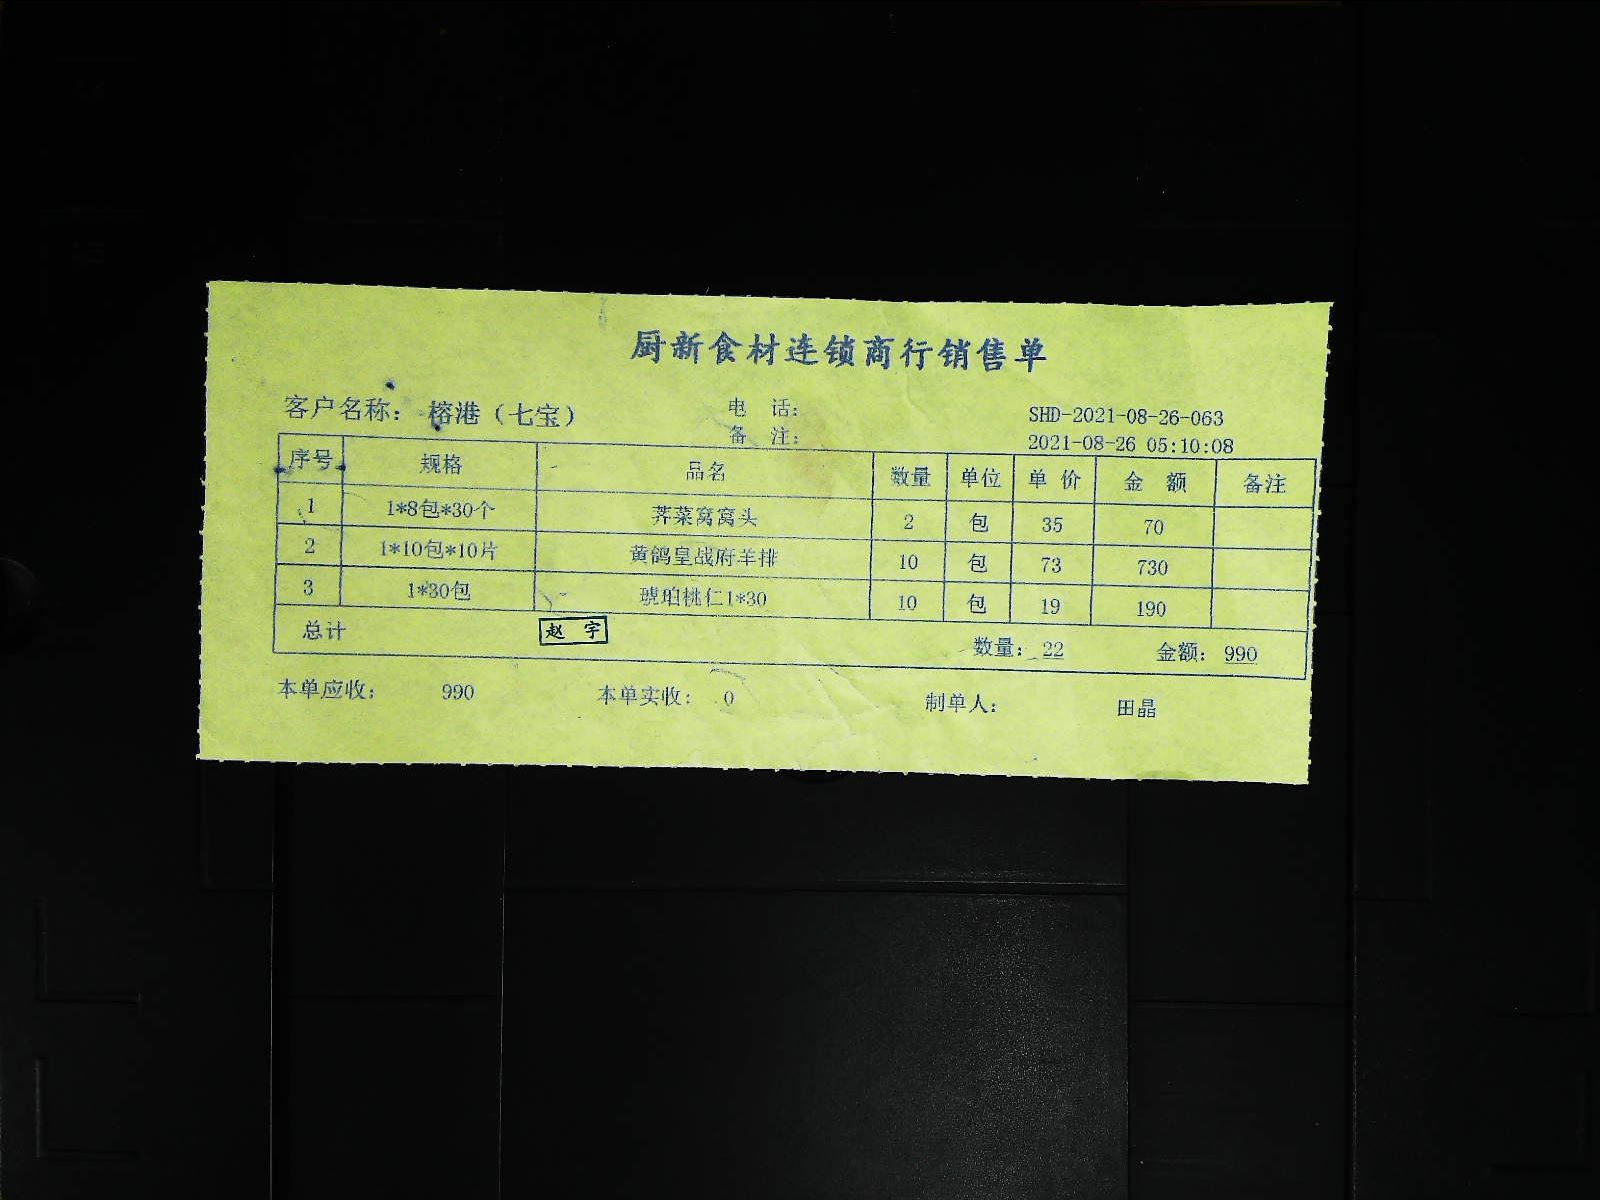 厨新食材连锁商行销售单
客户名称： 榕港（七宝） 电 话： SHD-2021-08-26-063
备 注： 2021-08-26 05:10:08
序号 规格 品名 数量 单位 单 价 金 额 备注
1 1*8包*30个 荠菜窝窝头 2 包 35 70
2 1*10包*10片 黄鸽皇战府羊排 10 包 73 730
3 1*30包 琥珀桃仁1*30 10 包 19 190
总计 赵 宇 数量： 22 金额： 990
本单应收： 990 本单实收： 0 制单人： 田晶